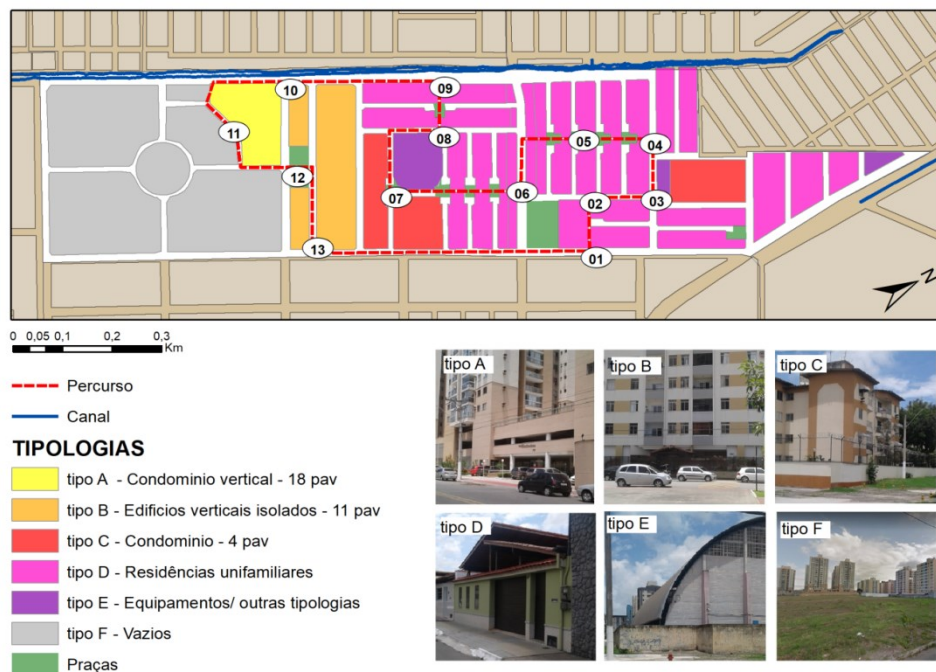 10
09
11
08
05
04
12
07
06
02
03
13
01
N
0 0,05 0,1 0,2 0,3
Km
Percurso
Canal
TIPOLOGIAS
tipo A - Condominio vertical - 18 pav
tipo B - Edificios verticais isolados - 11 pav
tipo C - Condominio - 4 pav
tipo D - Residências unifamiliares
tipo E - Equipamentos/ outras tipologias
tipo F - Vazios
Praças
tipo A
tipo B
tipo C
tipo D
tipo E
tipo F